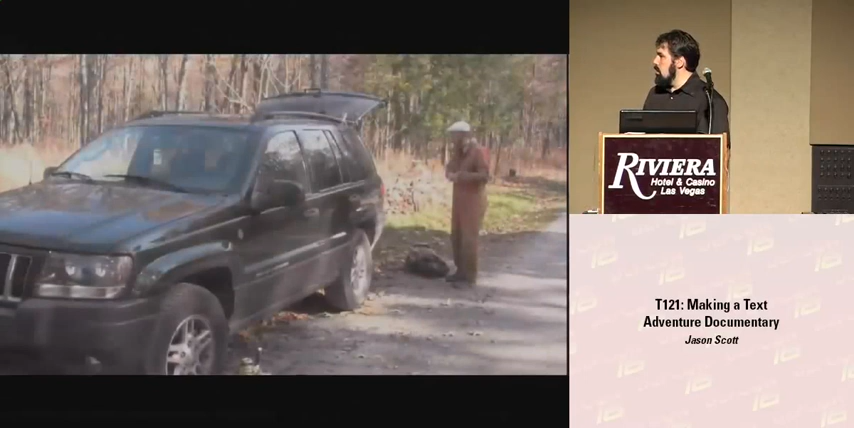 RIVIERA
Hotel & Casino
Las Vegas
T121: Making a Text
Adventure Documentary
Jason Scott